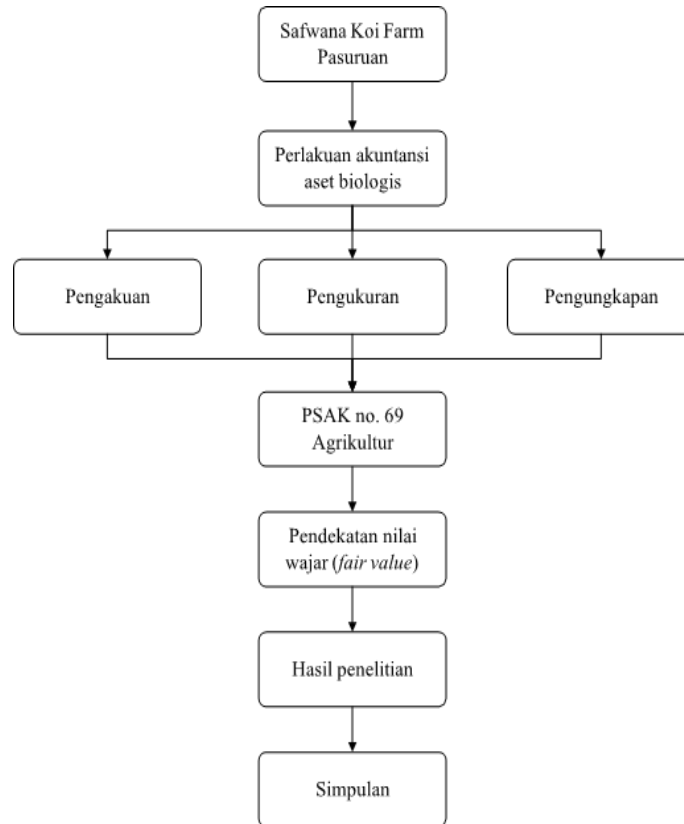 Safwana Koi Farm
Pasuruan
Perlakuan akuntansi
aset biologis
Pengakuan
Pengukuran
Pengungkapan
PSAK no. 69
Agrikultur
Pendekatan nilai
wajar (fair value)
Hasil penelitian
Simpulan